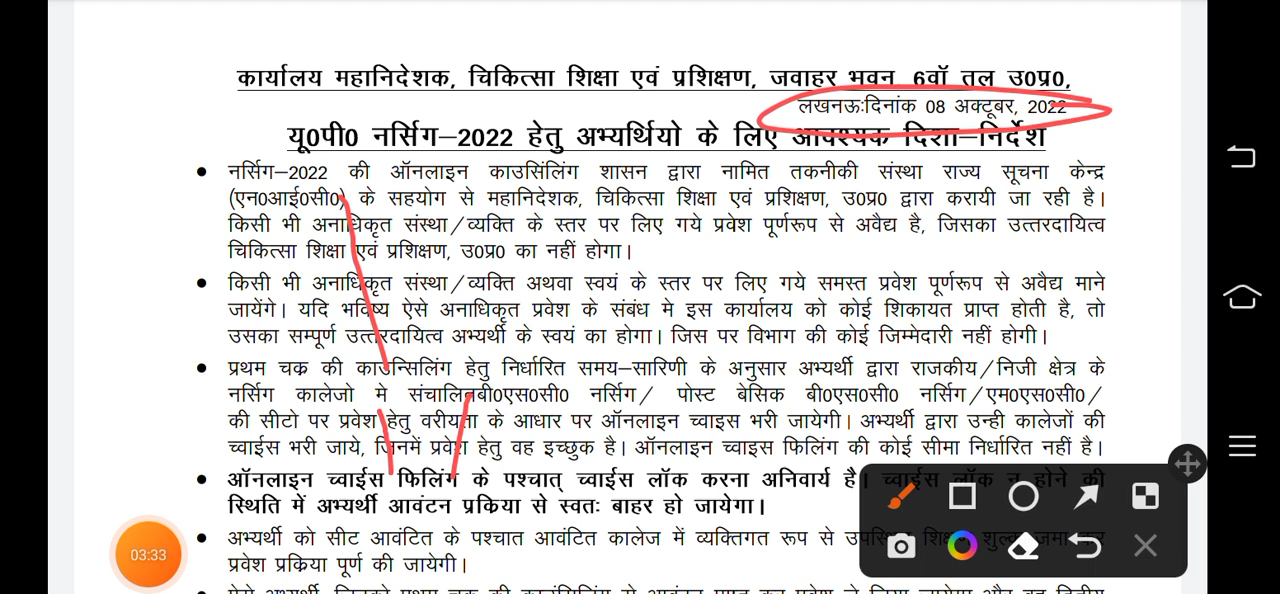 कार्यालय महानिदेशक, चिकित्सा शिक्षा एवं प्रशिक्षण, जवाहर भवन, 6वॉ तल उ0प्र0,
लखनऊःदिनांक 08 अक्टूबर, 2022
यू0पी0 नर्सिग–2022 हेतु अभ्यर्थियो के लिए आवश्यक दिशा–निर्देश
• नर्सिग–2022 की ऑनलाइन काउसिंलिंग शासन द्वारा नामित तकनीकी संस्था राज्य सूचना केन्द्र
(एन0आई0सी0) के सहयोग से महानिदेशक, चिकित्सा शिक्षा एवं प्रशिक्षण, उ0प्र0 द्वारा करायी जा रही है।
किसी भी अनाधिकृत संस्था/व्यक्ति के स्तर पर लिए गये प्रवेश पूर्णरूप से अवैद्य है, जिसका उत्तरदायित्व
चिकित्सा शिक्षा एवं प्रशिक्षण, उ0प्र0 का नहीं होगा।
• किसी भी अनाधिकृत संस्था/व्यक्ति अथवा स्वयं के स्तर पर लिए गये समस्त प्रवेश पूर्णरूप से अवैद्य माने
जायेंगे। यदि भविष्य ऐसे अनाधिकृत प्रवेश के संबंध मे इस कार्यालय को कोई शिकायत प्राप्त होती है, तो
उसका सम्पूर्ण उत्तरदायित्व अभ्यर्थी के स्वयं का होगा। जिस पर विभाग की कोई जिम्मेदारी नहीं होगी।
• प्रथम चक्र की काउन्सिलिंग हेतु निर्धारित समय–सारिणी के अनुसार अभ्यर्थी द्वारा राजकीय/निजी क्षेत्र के
नर्सिग कालेजो मे संचालितबी0एस0सी0 नर्सिग/ पोस्ट बेसिक बी0एस0सी0 नर्सिग/एम0एस0सी0/
की सीटो पर प्रवेश हेतु वरीयता के आधार पर ऑनलाइन च्वाइस भरी जायेगी। अभ्यर्थी द्वारा उन्ही कालेजों की
च्वाईस भरी जाये, जिनमें प्रवेश हेतु वह इच्छुक है। ऑनलाइन च्वाइस फिलिंग की कोई सीमा निर्धारित नहीं है।
• ऑनलाइन च्वाईस फिलिंग के पश्चात् च्वाईस लॉक करना अनिवार्य है। च्वाईस लॉक न होने की
स्थिति में अभ्यर्थी आवंटन प्रकिया से स्वतः बाहर हो जायेगा।
• अभ्यर्थी को सीट आवंटित के पश्चात आवंटित कालेज में व्यक्तिगत रूप से शुल्क जमा कर
प्रवेश प्रकिया पूर्ण की जायेगी।
03:33